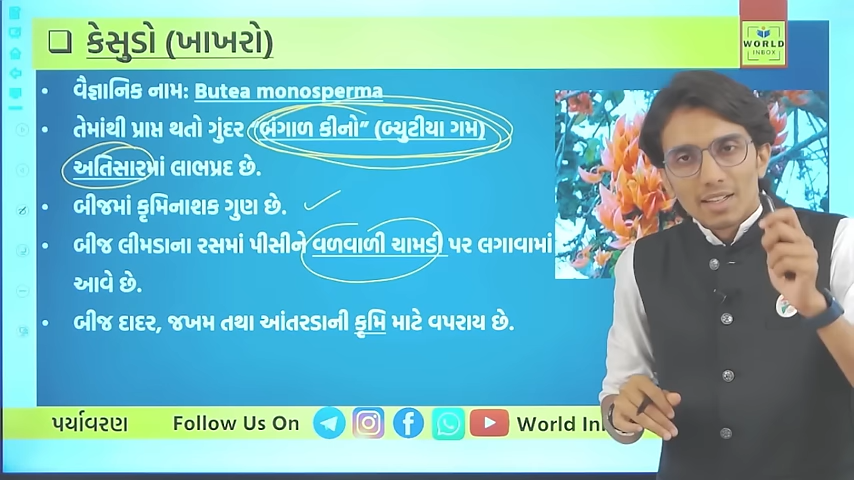 ❑ કેસુડો (ખાખરો)
WORLD
INBOX
• વૈજ્ઞાનિક નામ: Butea monosperma
• તેમાંથી પ્રાપ્ત થતો ગુંદર "બંગાળ કીનો" (બ્યુટીયા ગમ)
અતિસારમાં લાભપ્રદ છે.
• બીજમાં કૃમિનાશક ગુણ છે.
• બીજ લીમડાના રસમાં પીસીને વળવાળી ચામડી પર લગાવામાં
આવે છે.
• બીજ દાદર, જખમ તથા આંતરડાની કૃમિ માટે વપરાય છે.
પર્યાવરણ Follow Us On World In